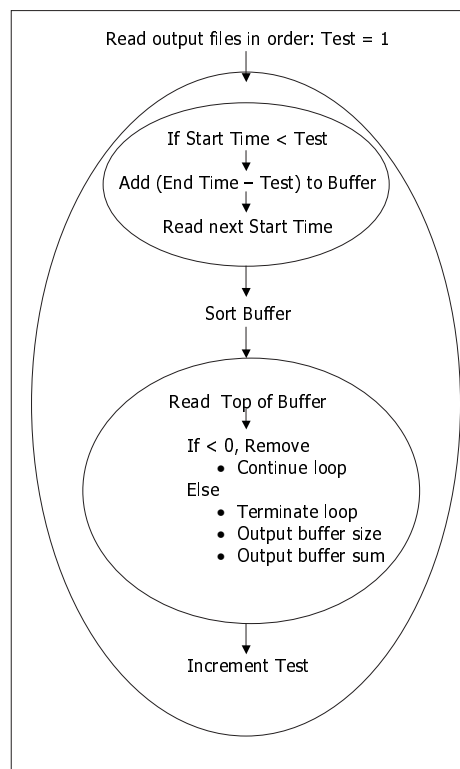 Read output files in order: Test = 1
If Start Time < Test
Add (End Time – Test) to Buffer
Read next Start Time
Sort Buffer
Read Top of Buffer
If < 0, Remove
• Continue loop
Else
• Terminate loop
• Output buffer size
• Output buffer sum
Increment Test